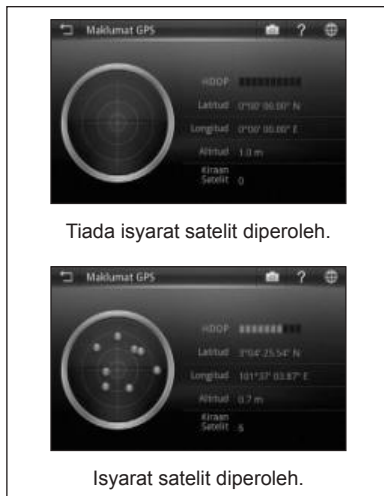 Maklumat GPS ?
HDOP
Latitud 0°00' 00.00" N
Longitud 0°00' 00.00" E
Altitud 1.0 m
Kiraan
Satelit 0
Tiada isyarat satelit diperoleh.
Maklumat GPS ?
HDOP
Latitud 3°04' 25.54" N
Longitud 101°37' 03.87" E
Altitud 0.7 m
Kiraan
Satelit
Isyarat satelit diperoleh.